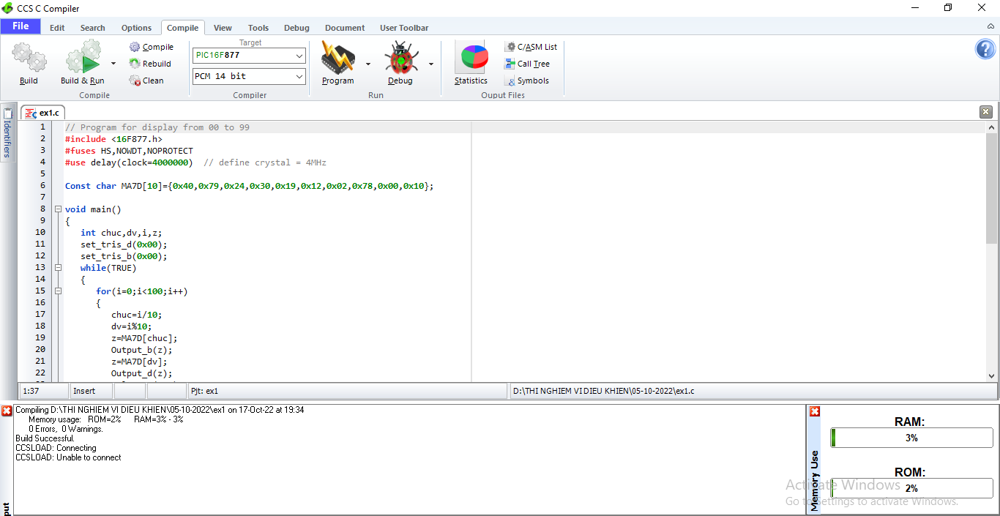 CCS C Compiler
File Edit Search Options Compile View Tools Debug Document User Toolbar
Build
Build & Run
Compile
Rebuild
Clean
Compile
Target
PIC16F877
PCM 14 bit
Compiler
Program
Debug
Run
Statistics
C/ASM List
Call Tree
Symbols
Ouput Files
Identifiers
ex1.c
1 // Program for display from 00 to 99
2 #include <16F877.h>
3 #fuses HS,NOWDT,NOPROTECT
4 #use delay(clock=4000000) // define crystal = 4MHz
5
6 Const char MA7D[10]={0x40,0x79,0x24,0x30,0x19,0x12,0x02,0x78,0x00,0x10};
7
8 void main()
9 {
10 int chuc,dv,i,z;
11 set_tris_d(0x00);
12 set_tris_b(0x00);
13 while(TRUE)
14 {
15 for(i=0;i<100;i++)
16 {
17 chuc=i/10;
18 dv=i%10;
19 z=MA7D[chuc];
20 Output_b(z);
21 z=MA7D[dv];
22 Output_d(z);
1:37 Insert Pjt: ex1 D:\THI NGHIEM VI DIEU KHIEN\05-10-2022\ex1.c
Compiling D:\THI NGHIEM VI DIEU KHIEN\05-10-2022\ex1 on 17-Oct-22 at 19:34
Memory usage: ROM=2% RAM=3% - 3%
0 Errors, 0 Warnings.
Build Successful.
CCSLOAD: Connecting
CCSLOAD: Unable to connect
put
Memory Use
RAM:
3%
ROM:
2%
Activate Windows
Go to Settings to activate Windows.